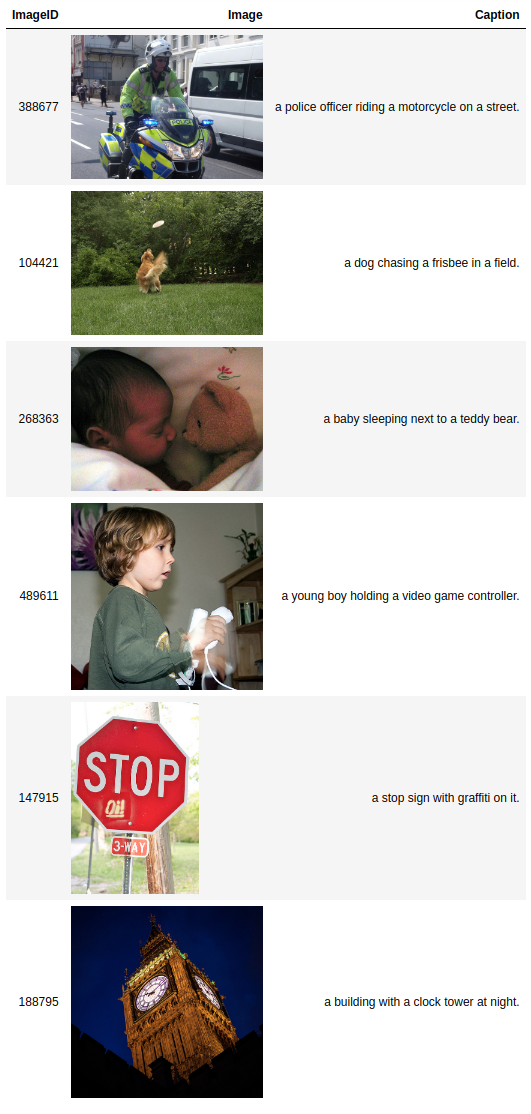 ImageID Image Caption
388677 a police officer riding a motorcycle on a street.
POLICE
104421 a dog chasing a frisbee in a field.
268363 a baby sleeping next to a teddy bear.
489611 a young boy holding a video game controller.
147915 a stop sign with graffiti on it.
STOP
OI!
3-WAY
188795 a building with a clock tower at night.